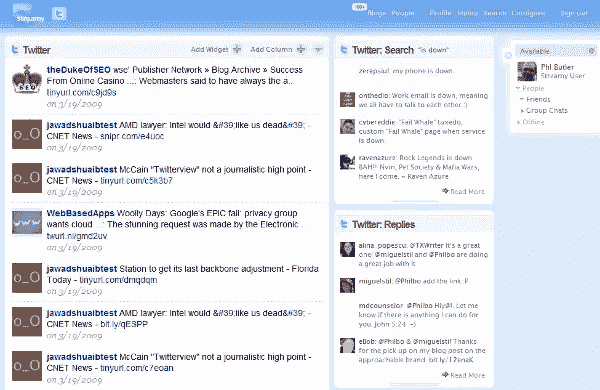 Streamy
100+
Blogs People Profile Status Search Configure Sign out
Twitter Add Widget Add Column
theDukeOfSEO wse' Publisher Network » Blog Archive » Success
From Online Casino ...: Webmasters said to have always the a..
tinyurl.com/c9jd9s
on 3/19/2009
jawadshuaibtest AMD lawyer: Intel would &#39;like us dead&#39; -
CNET News - snipr.com/e4uoc
on 3/19/2009
jawadshuaibtest McCain "Twitterview" not a journalistic high point -
CNET News - tinyurl.com/c5k3b7
on 3/19/2009
WebBasedApps Woolly Days: Google's EPIC fail: privacy group
wants cloud ...: The stunning request was made by the Electronic..
twurl.nl/gmd2uv
on 3/19/2009
jawadshuaibtest Station to get its last backbone adjustment - Florida
Today - tinyurl.com/dmqdqm
on 3/19/2009
jawadshuaibtest AMD lawyer: Intel would &#39;like us dead&#39; -
CNET News - bit.ly/qESPP
on 3/19/2009
jawadshuaibtest McCain "Twitterview" not a journalistic high point -
CNET News - tinyurl.com/c7eoan
on 3/19/2009
Twitter: Search "is down"
zerepsiul: my phone is down.
onthedio: Work email is down, meaning
we all have to talk to each other :)
cybereddie: "Fail Whale" tuxedo,
custom "Fail Whale" page when service
is down.
ravenazure: Rock Legends is down
8AH!! Nvm, Pet Society & Mafia Wars,
here I come. ~ Raven Azure
Read More
Twitter: Replies
alina_popescu: @TXWriter It's a great
one! @miguelstil and @Philbo are doing
a great job with it
miguelstil: @Philbo add the link :P
mdcounselor: @Philbo Hiya!. Let me
know if there is anything I can do for
you. John 5:24 :-)
ellob: @Philbo & @miguelstil! Thanks
for the pick up on my blog post on the
approachable brand. bit.ly/12enaK
Read More
Available
Phil Butler
Streamy User
People
Friends
Group Chats
Offline